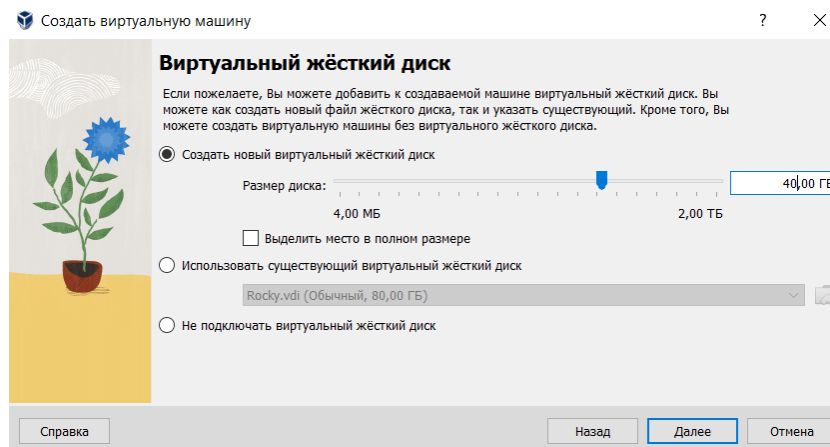 Создать виртуальную машину
Виртуальный жёсткий диск
Если пожелаете, Вы можете добавить к создаваемой машине виртуальный жёсткий диск. Вы
можете как создать новый файл жёсткого диска, так и указать существующий. Кроме того, Вы
можете создать виртуальную машины без виртуального жёсткого диска.
Создать новый виртуальный жёсткий диск
Размер диска: 40,00 ГБ
4,00 МБ 2,00 ТБ
Выделить место в полном размере
Использовать существующий виртуальный жёсткий диск
Rocky.vdi (Обычный, 80,00 ГБ)
Не подключать виртуальный жёсткий диск
Справка Назад Далее Отмена